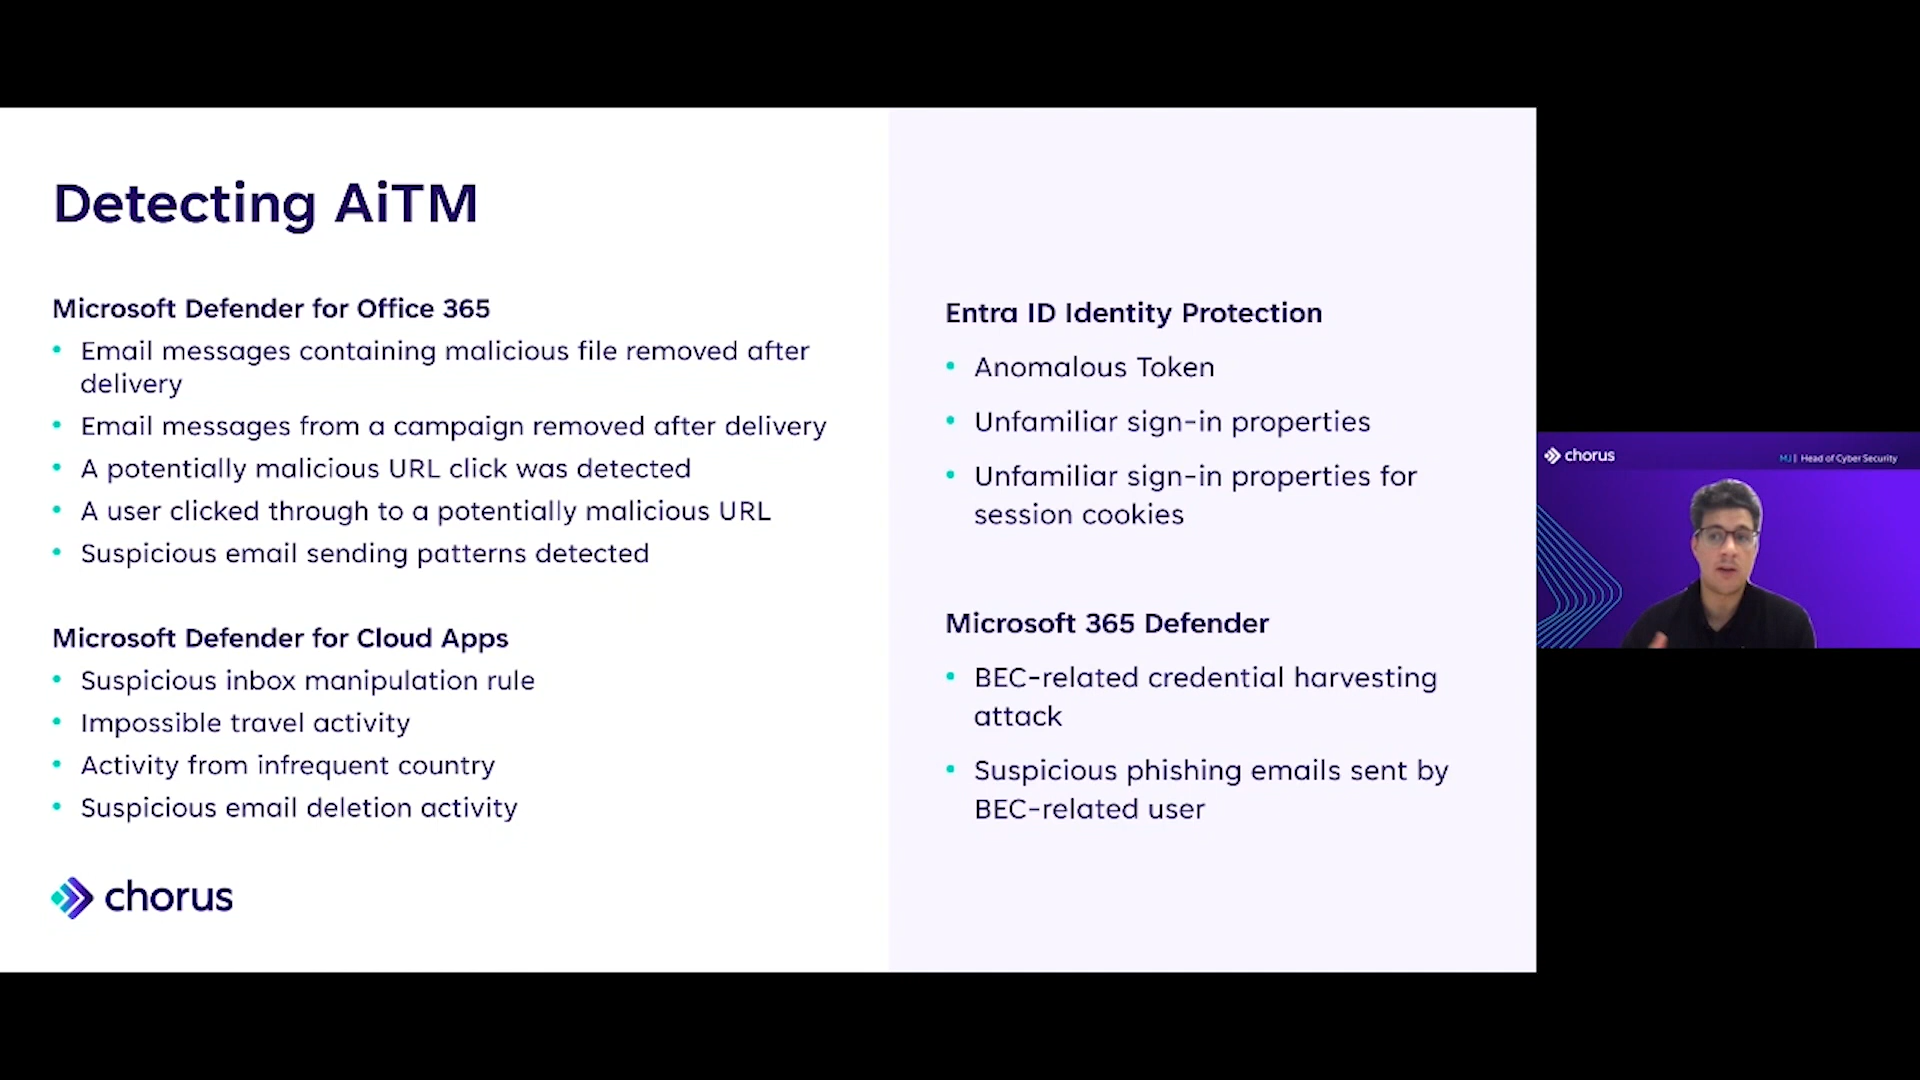 Detecting AiTM
Microsoft Defender for Office 365
• Email messages containing malicious file removed after
delivery
• Email messages from a campaign removed after delivery
• A potentially malicious URL click was detected
• A user clicked through to a potentially malicious URL
• Suspicious email sending patterns detected
Microsoft Defender for Cloud Apps
• Suspicious inbox manipulation rule
• Impossible travel activity
• Activity from infrequent country
• Suspicious email deletion activity
chorus
Entra ID Identity Protection
• Anomalous Token
• Unfamiliar sign-in properties
• Unfamiliar sign-in properties for
session cookies
Microsoft 365 Defender
• BEC-related credential harvesting
attack
• Suspicious phishing emails sent by
BEC-related user
chorus
MJ | Head of Cyber Security